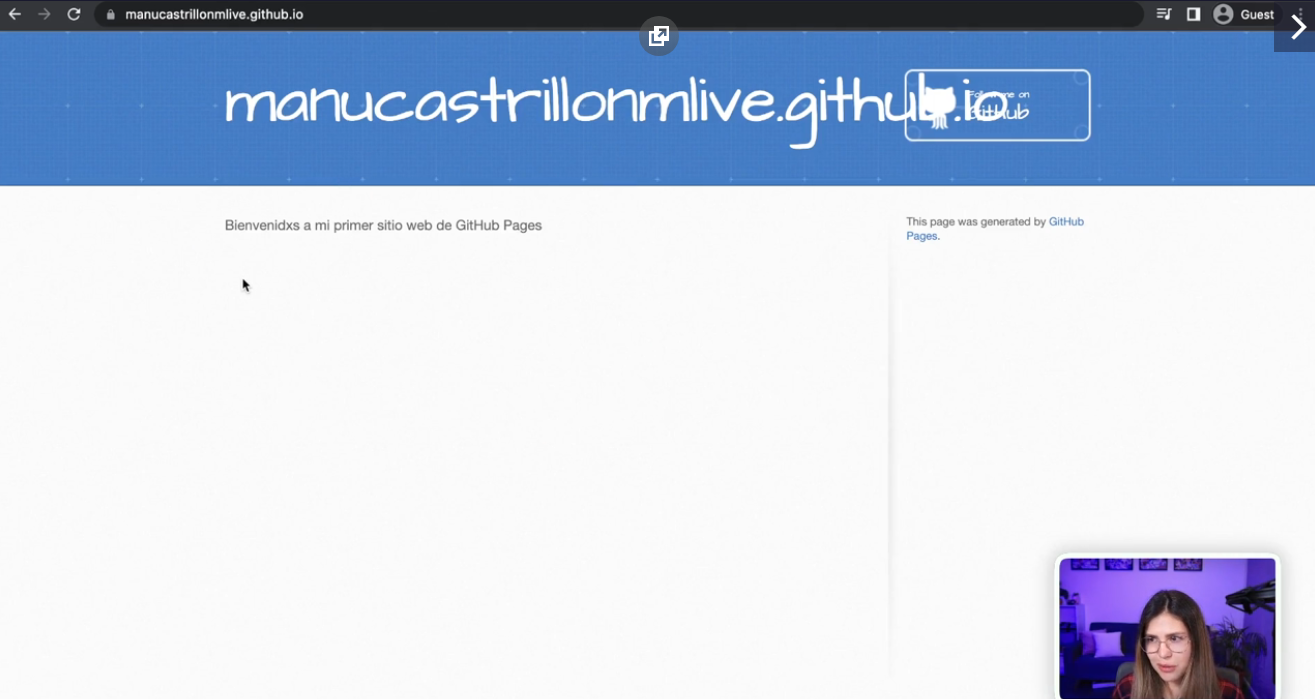 manucastrillonmlive.github.io
Guest
manucastrillonmlive.github.io
Follow me on
GitHub
Bienvenidxs a mi primer sitio web de GitHub Pages
This page was generated by GitHub
Pages.